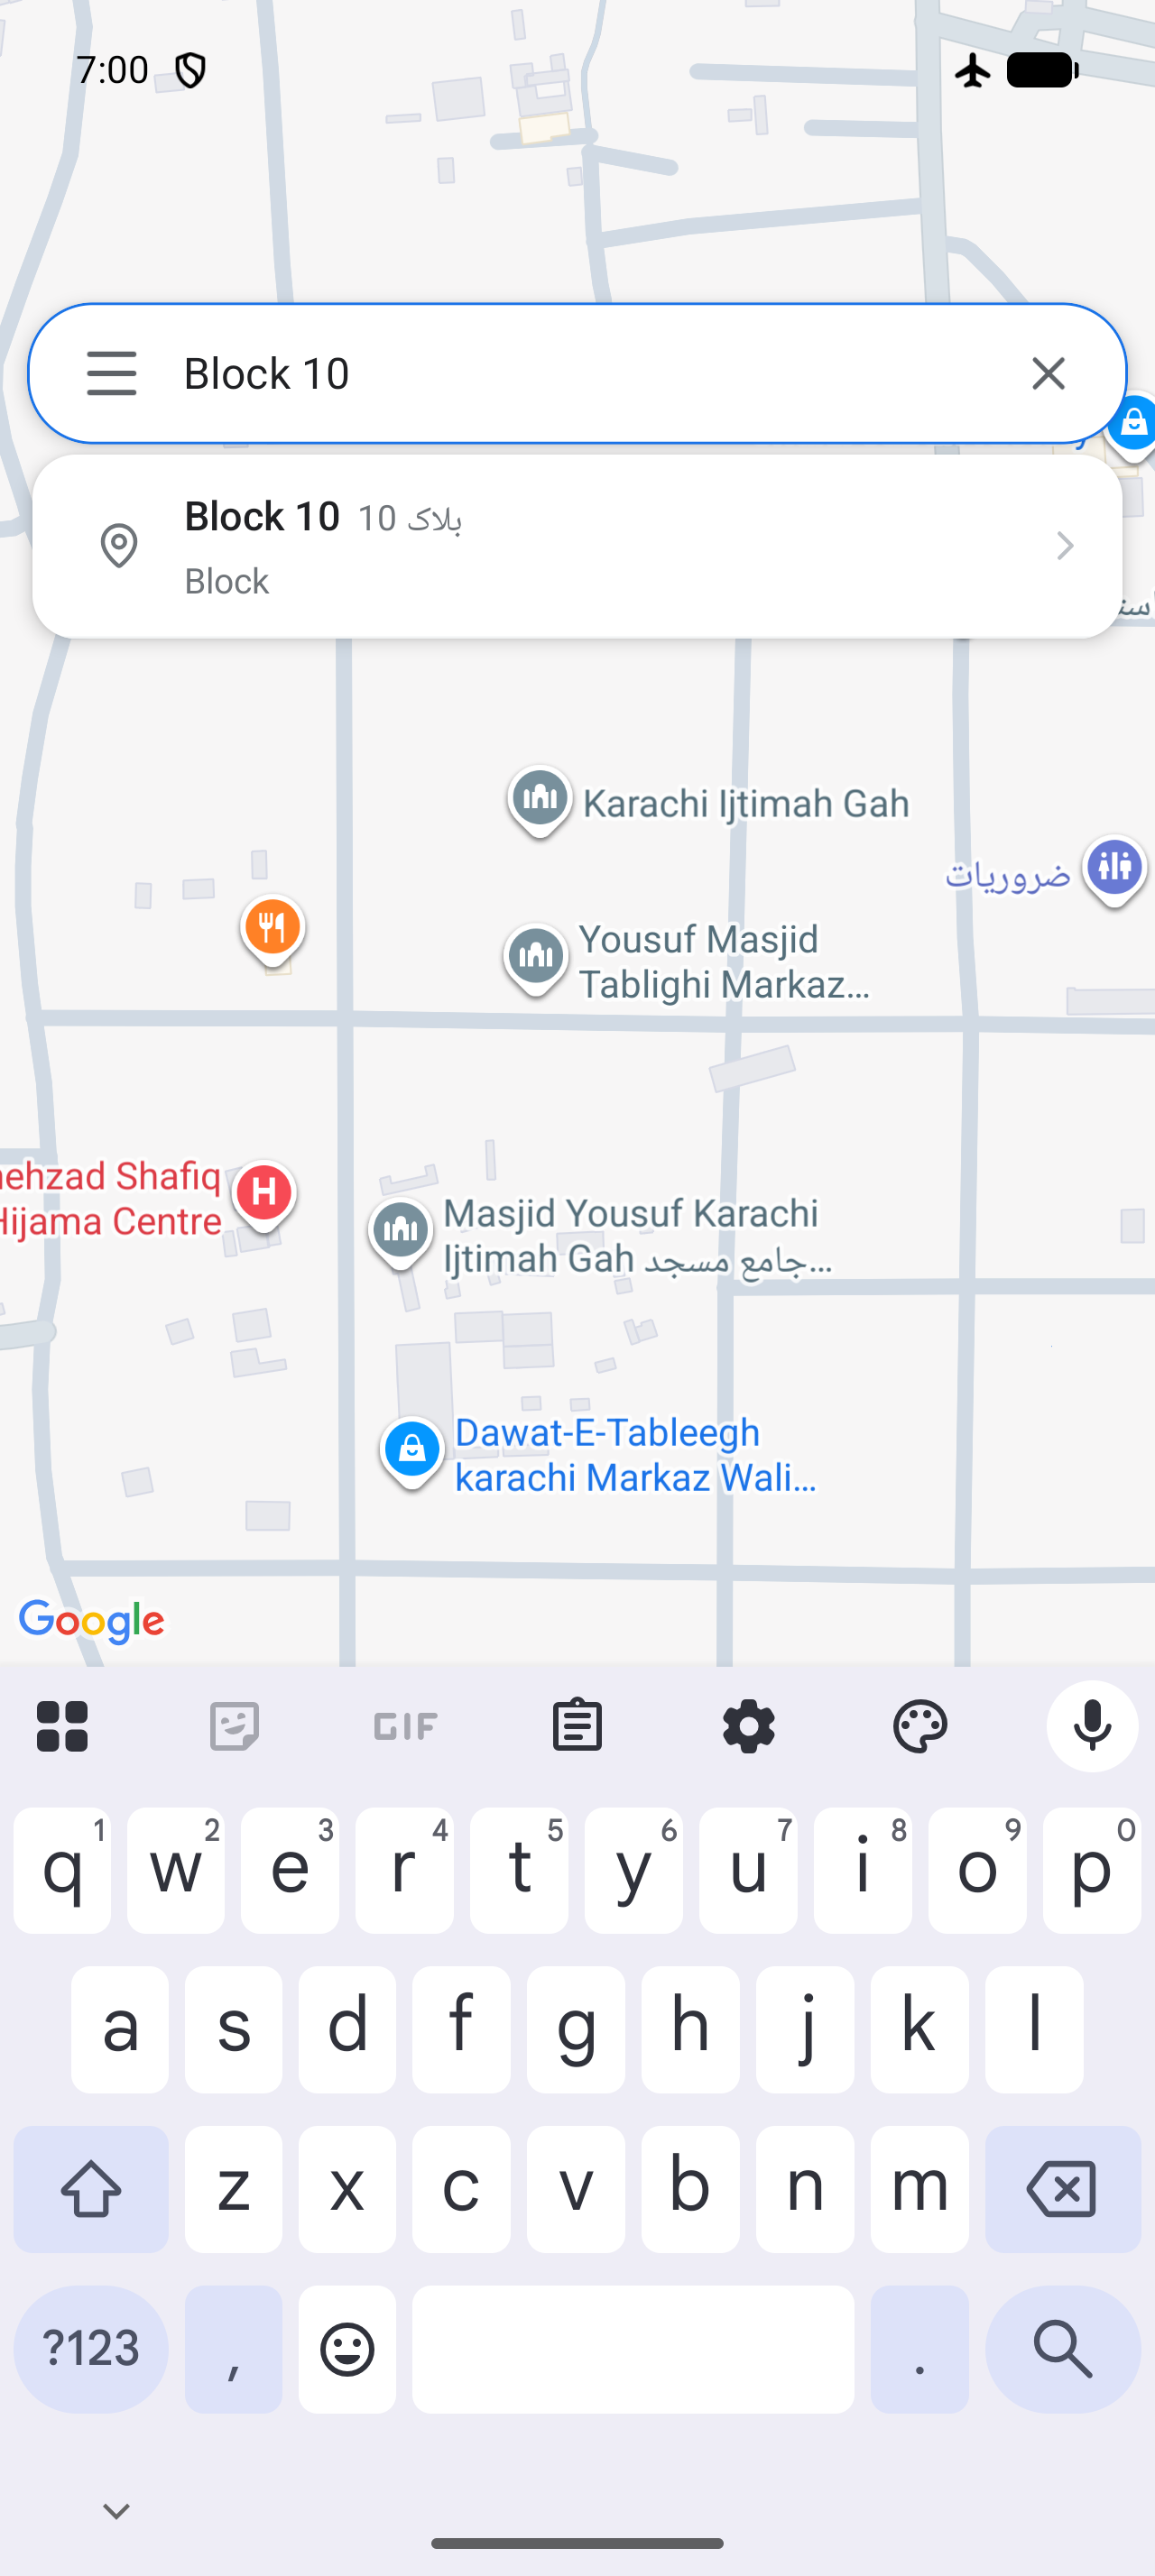 7:00
Block 10
Block 10 بلاک 10
Block
Karachi Ijtimah Gah
ضروریات
Yousuf Masjid
Tablighi Markaz...
ehzad Shafiq
Hijama Centre
H
Masjid Yousuf Karachi
Ijtimah Gah جامع مسجد...
Dawat-E-Tableegh
karachi Markaz Wali...
Google
GIF
q 1 w 2 e 3 r 4 t 5 y 6 u 7 i 8 o 9 p 0
a s d f g h j k l
z x c v b n m
?123 , .